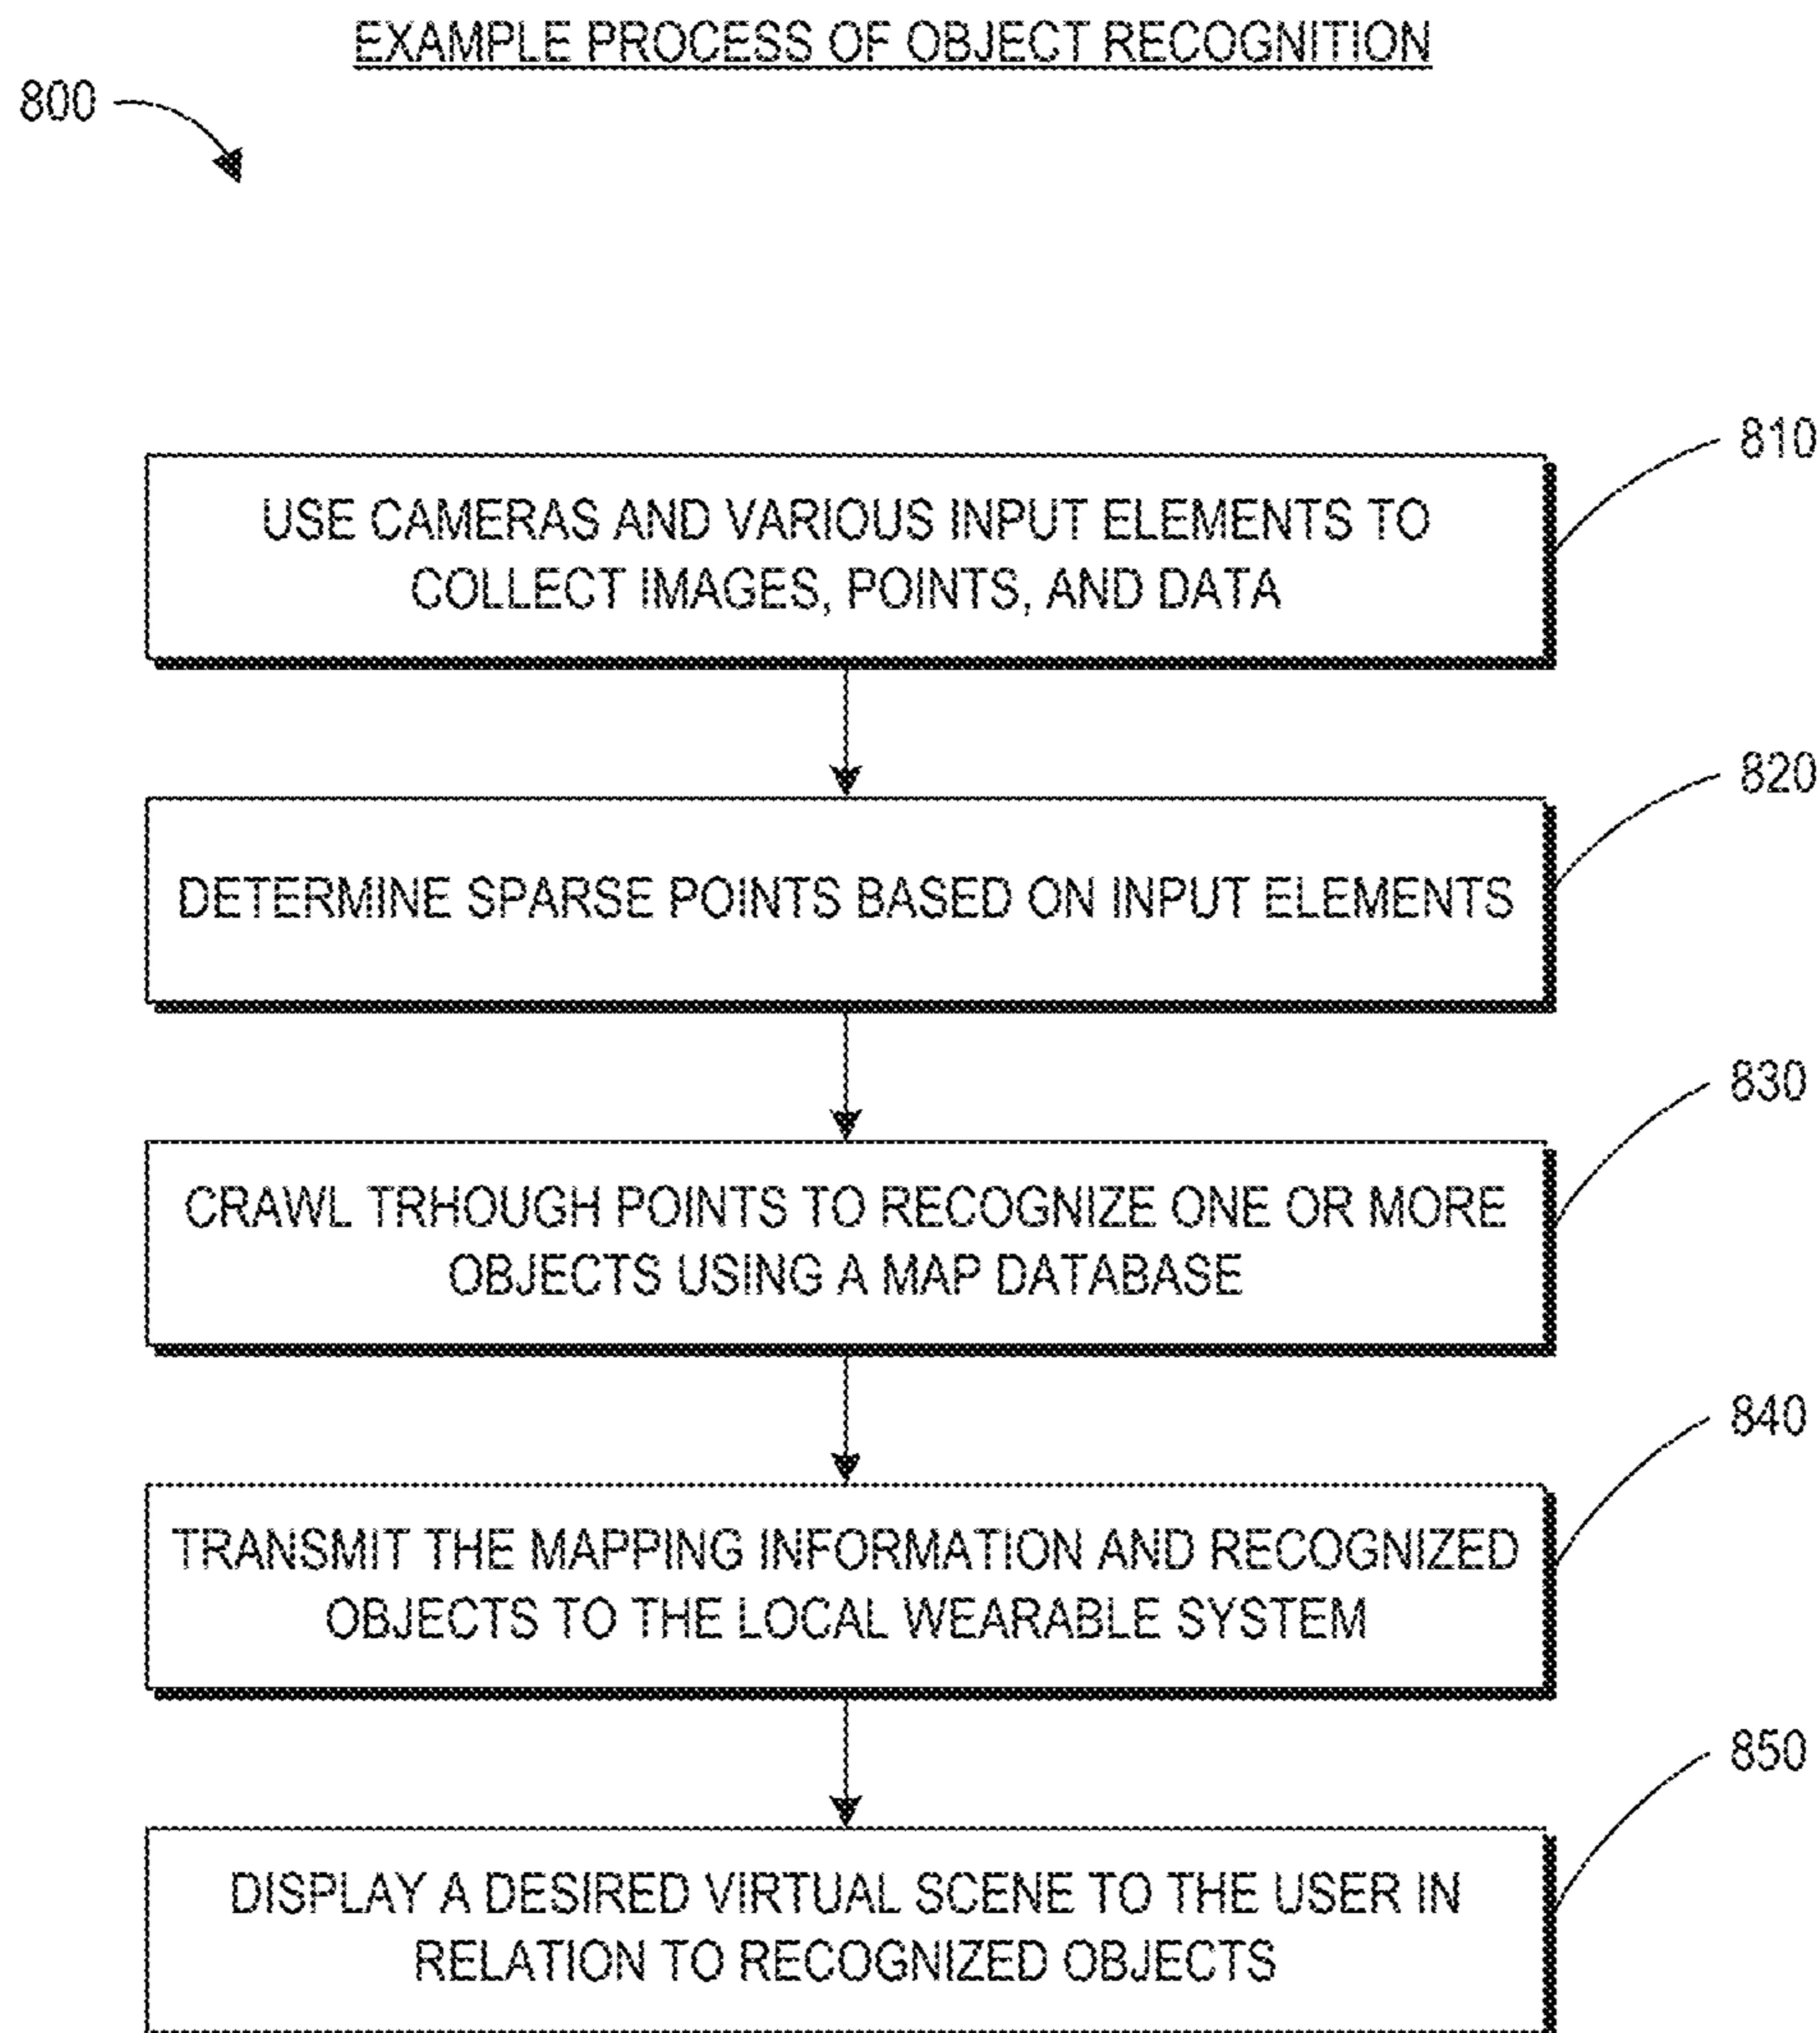 EXAMPLE PROCESS OF OBJECT RECOGNITION
800
810
USE CAMERAS AND VARIOUS INPUT ELEMENTS TO
COLLECT IMAGES, POINTS, AND DATA
820
DETERMINE SPARSE POINTS BASED ON INPUT ELEMENTS
830
CRAWL TRHOUGH POINTS TO RECOGNIZE ONE OR MORE
OBJECTS USING A MAP DATABASE
840
TRANSMIT THE MAPPING INFORMATION AND RECOGNIZED
OBJECTS TO THE LOCAL WEARABLE SYSTEM
850
DISPLAY A DESIRED VIRTUAL SCENE TO THE USER IN
RELATION TO RECOGNIZED OBJECTS